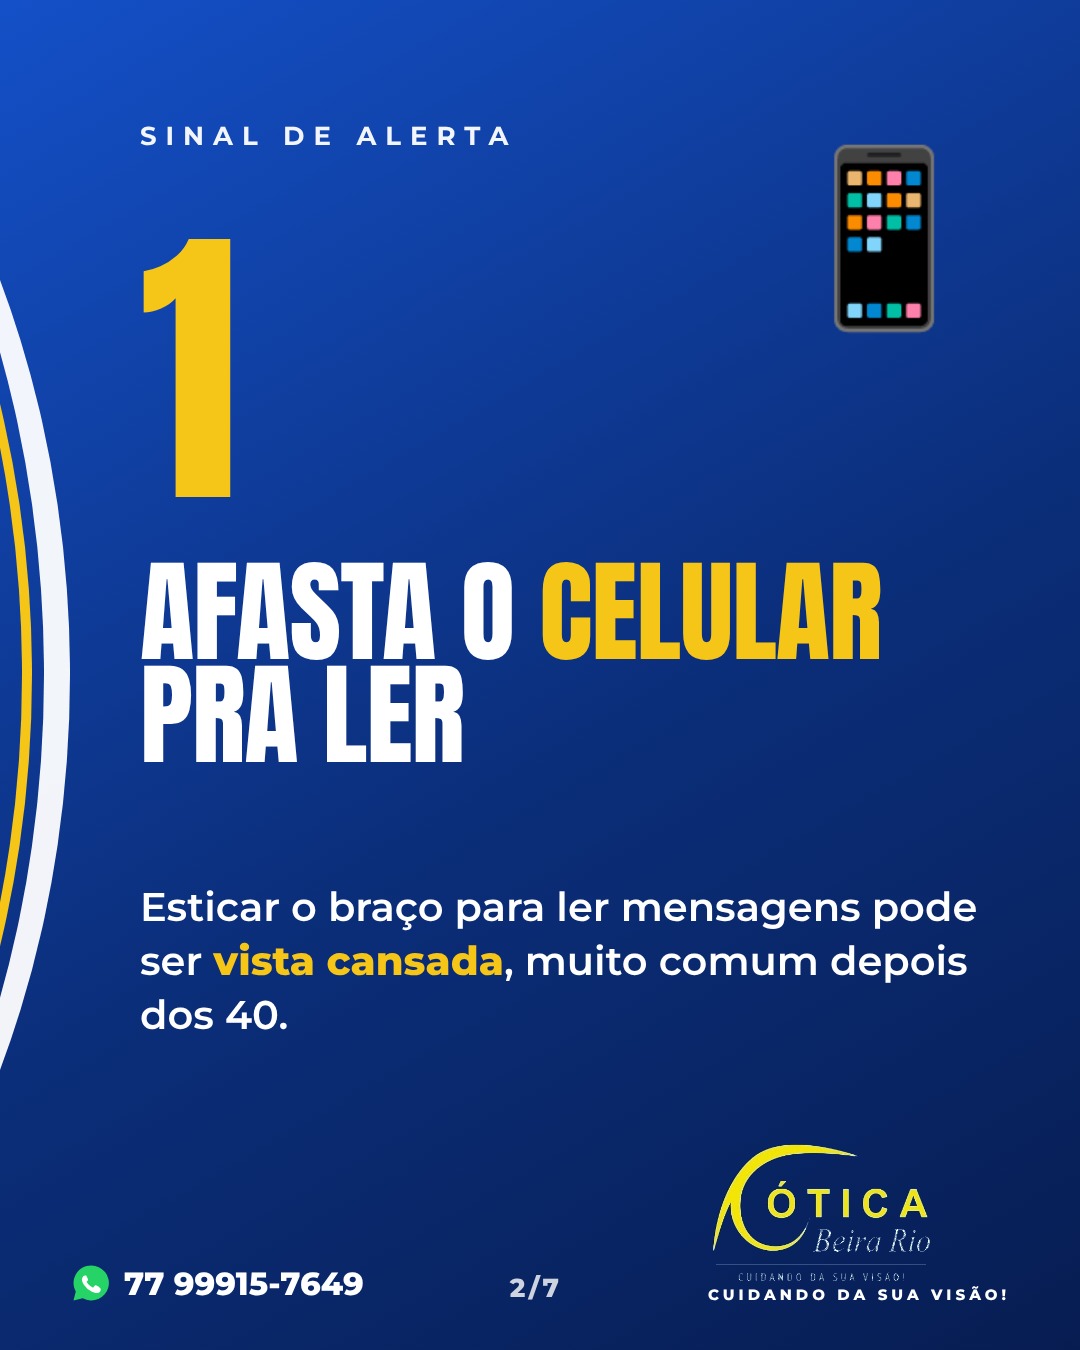 SINAL DE ALERTA
1
AFASTA O CELULAR
PRA LER
Esticar o braço para ler mensagens pode
ser vista cansada, muito comum depois
dos 40.
ÓTICA
Beira Rio
CUIDANDO DA SUA VISÃO!
CUIDANDO DA SUA VISÃO!
77 99915-7649
2/7